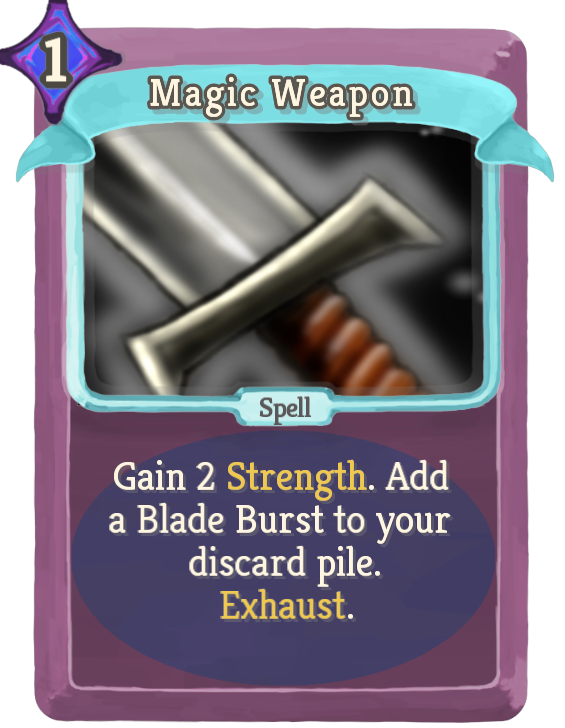 1
Magic Weapon
Spell
Gain 2 Strength. Add
a Blade Burst to your
discard pile.
Exhaust.